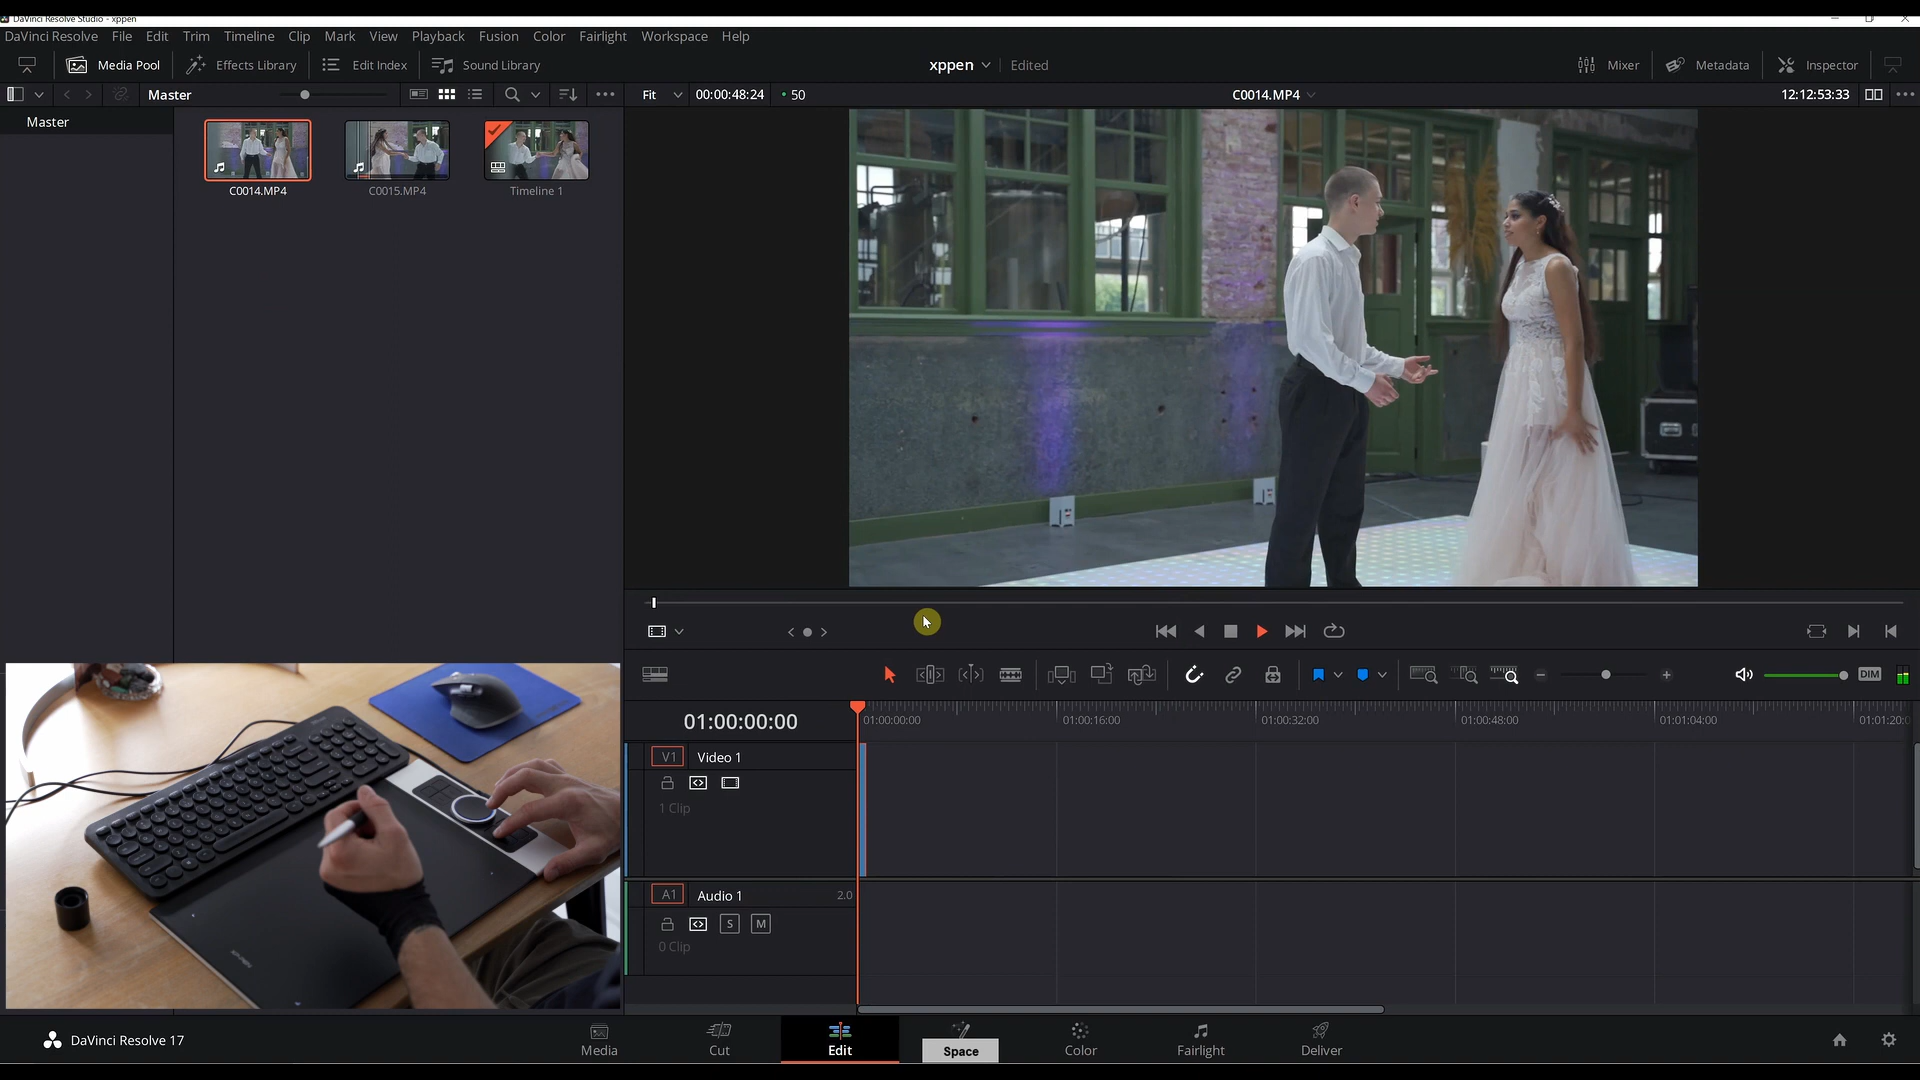 DaVinci Resolve Studio - xppen
DaVinci Resolve File Edit Trim Timeline Clip Mark View Playback Fusion Color Fairlight Workspace Help
Media Pool Effects Library Edit Index Sound Library xppen Edited Mixer Metadata Inspector
Master Fit 00:00:48:24 50 C0014.MP4 12:12:53:33
Master
C0014.MP4 C0015.MP4 Timeline 1
DIM
01:00:00:00 01:00:00:00 01:00:16:00 01:00:32:00 01:00:48:00 01:01:04:00 01:01:20:0
V1 Video 1
1 Clip
A1 Audio 1 2.0
S M
0 Clip
DaVinci Resolve 17 Media Cut Edit Space Color Fairlight Deliver